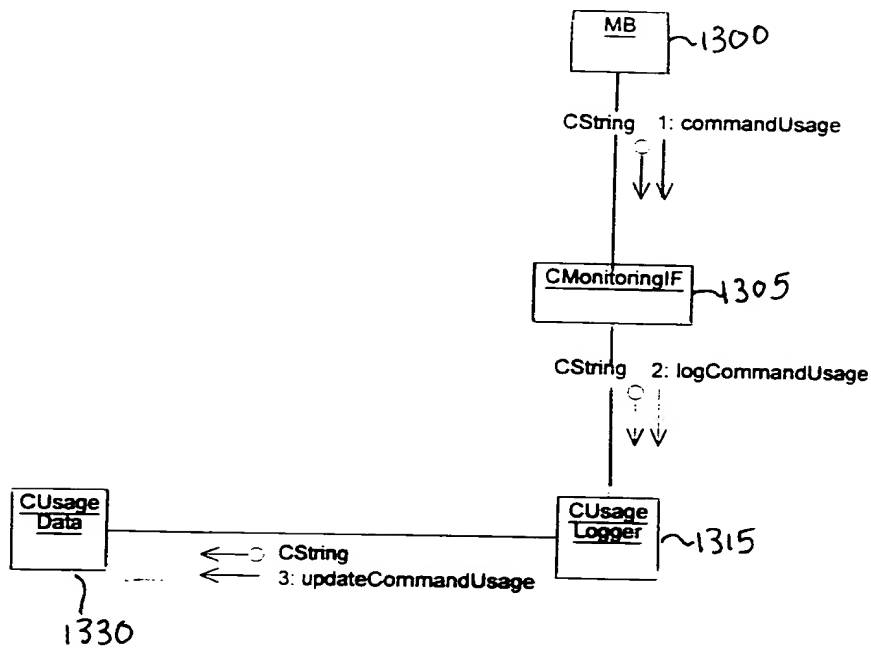 MB
1300
CString 1: commandUsage
CMonitoringIF
1305
CString 2: logCommandUsage
CUsage
Data
CUsage
Logger
1315
CString
3: updateCommandUsage
1330